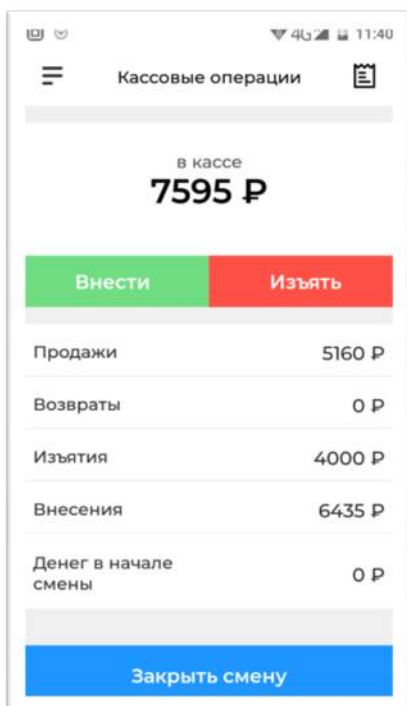 4G 11:40
Кассовые операции
в кассе
7595 ₽
Внести Изъять
Продажи 5160 ₽
Возвраты 0 ₽
Изъятия 4000 ₽
Внесения 6435 ₽
Денег в начале
смены 0 ₽
Закрыть смену